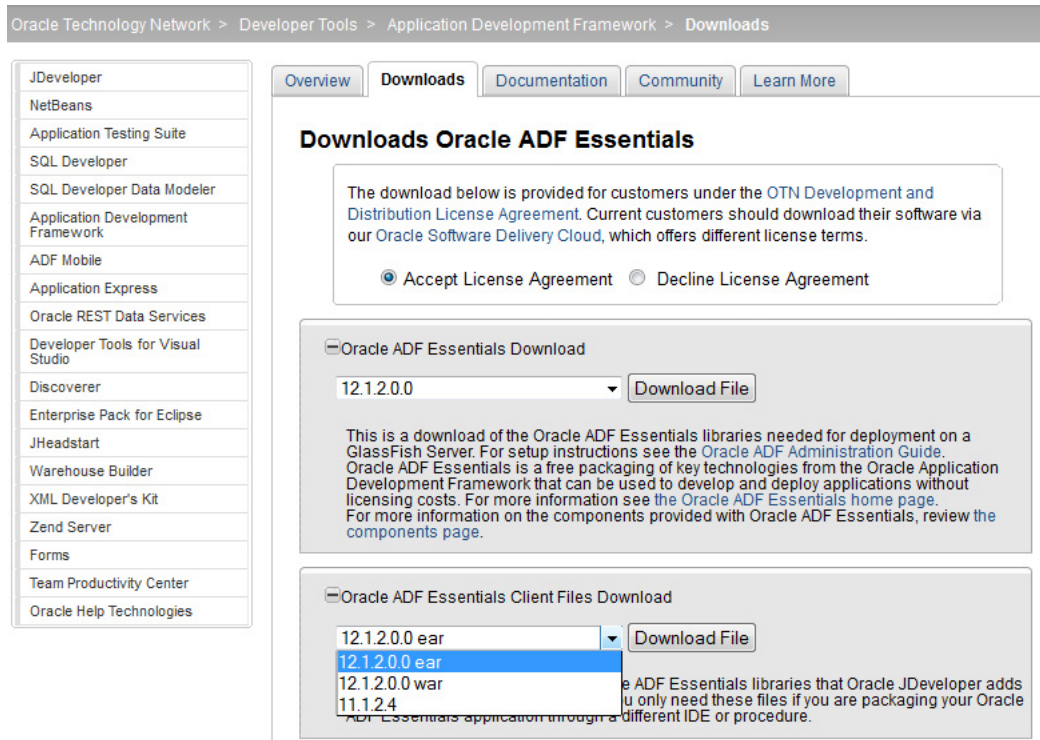 Oracle Technology Network > Developer Tools > Application Development Framework > Downloads
JDeveloper
NetBeans
Application Testing Suite
SQL Developer
SQL Developer Data Modeler
Application Development
Framework
ADF Mobile
Application Express
Oracle REST Data Services
Developer Tools for Visual
Studio
Discoverer
Enterprise Pack for Eclipse
JHeadstart
Warehouse Builder
XML Developer's Kit
Zend Server
Forms
Team Productivity Center
Oracle Help Technologies
Overview Downloads Documentation Community Learn More
Downloads Oracle ADF Essentials
The download below is provided for customers under the OTN Development and
Distribution License Agreement. Current customers should download their software via
our Oracle Software Delivery Cloud, which offers different license terms.
Accept License Agreement Decline License Agreement
Oracle ADF Essentials Download
12.1.2.0.0 Download File
This is a download of the Oracle ADF Essentials libraries needed for deployment on a
GlassFish Server. For setup instructions see the Oracle ADF Administration Guide.
Oracle ADF Essentials is a free packaging of key technologies from the Oracle Application
Development Framework that can be used to develop and deploy applications without
licensing costs. For more information see the Oracle ADF Essentials home page.
For more information on the components provided with Oracle ADF Essentials, review the
components page.
Oracle ADF Essentials Client Files Download
12.1.2.0.0 ear Download File
12.1.2.0.0 ear
12.1.2.0.0 war e ADF Essentials libraries that Oracle JDeveloper adds
11.1.2.4 u only need these files if you are packaging your Oracle
ADF Essentials application through a different IDE or procedure.